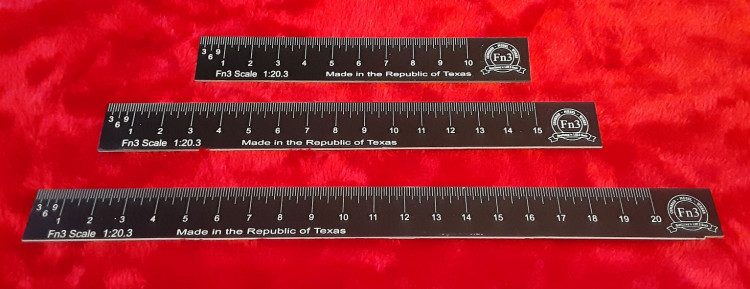 3 6 9 1 2 3 4 5 6 7 8 9 10
Fn3 Scale 1:20.3 Made in the Republic of Texas
Fn3
3 6 9 1 2 3 4 5 6 7 8 9 10 11 12 13 14 15
Fn3 Scale 1:20.3 Made in the Republic of Texas
Fn3
3 6 9 1 2 3 4 5 6 7 8 9 10 11 12 13 14 15 16 17 18 19 20
Fn3 Scale 1:20.3 Made in the Republic of Texas
Fn3